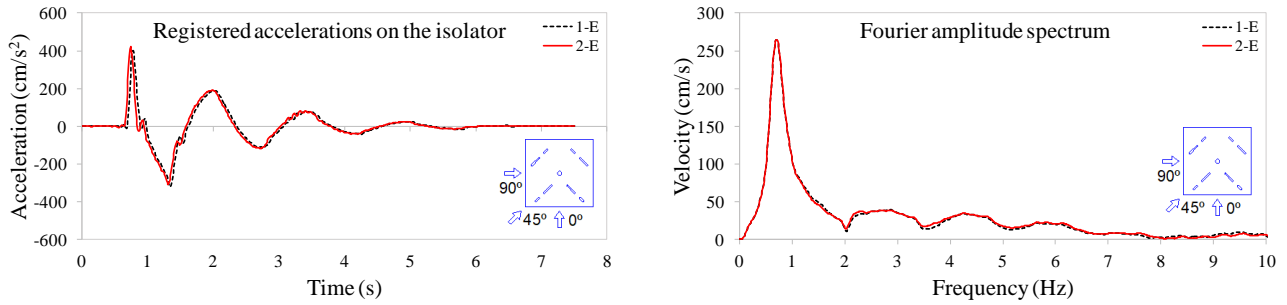 Registered accelerations on the isolator
1-E
2-E
Acceleration (cm/s²)
600
400
200
0
-200
-400
-600
0 1 2 3 4 5 6 7 8
Time (s)
90º
45º
0º
Fourier amplitude spectrum
1-E
2-E
Velocity (cm/s)
300
250
200
150
100
50
0
0 1 2 3 4 5 6 7 8 9 10
Frequency (Hz)
90º
45º
0º